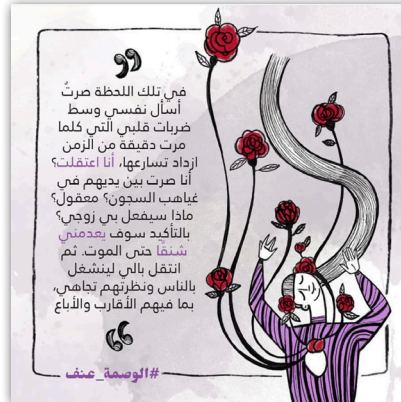 في تلك اللحظة صرتُ
أسأل نفسي وسط
ضربات قلبي التي كلما
مرت دقيقة من الزمن
ازداد تسارعها، أنا اعتقلت؟
أنا صرت بين يديهم في
غياهب السجون؟ معقول؟
ماذا سيفعل بي زوجي؟
بالتأكيد سوف يعدمني
شنقًا حتى الموت. ثم
انتقل بالي لينشغل
بالناس ونظرتهم تجاهي،
بما فيهم الأقارب والأباع
#الوصمة_عنف